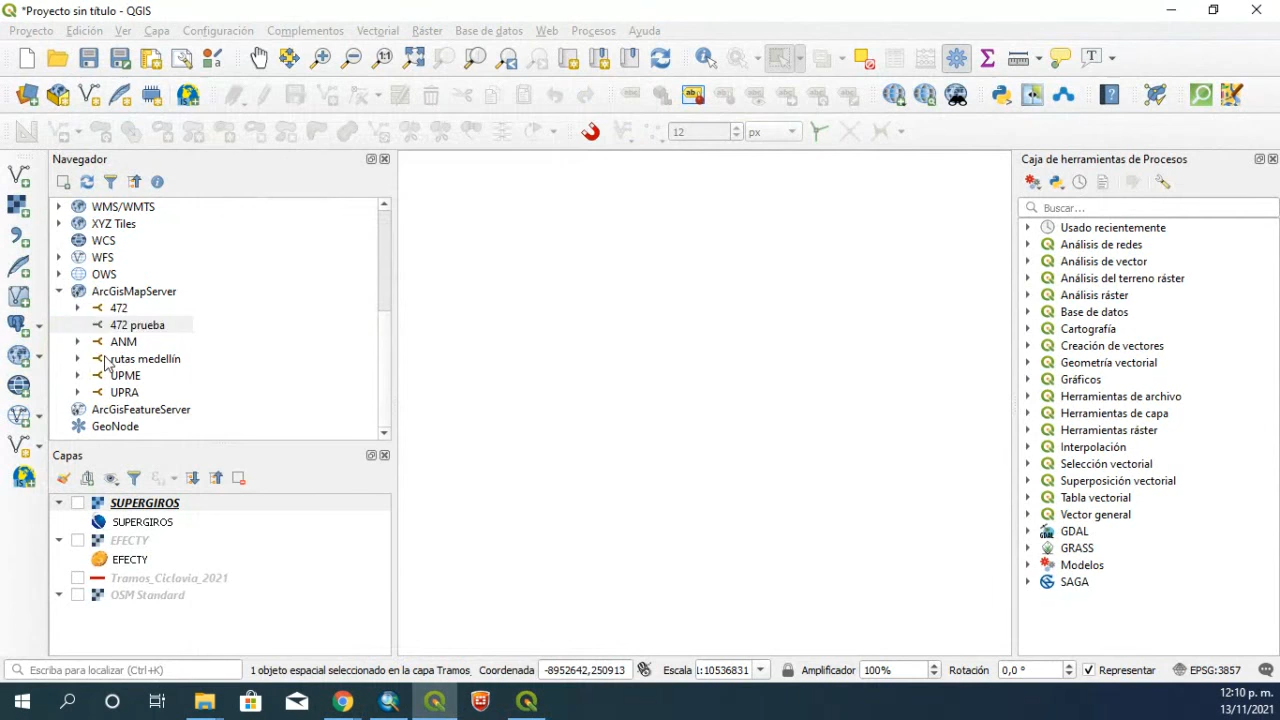 *Proyecto sin título - QGIS
Proyecto Edición Ver Capa Configuración Complementos Vectorial Ráster Base de datos Web Procesos Ayuda
12 px
Navegador
WMS/WMTS
XYZ Tiles
WCS
WFS
OWS
ArcGisMapServer
472
472 prueba
ANM
rutas medellín
UPME
UPRA
ArcGisFeatureServer
GeoNode
Capas
SUPERGIROS
SUPERGIROS
EFECTY
EFECTY
Tramos_Ciclavia_2021
OSM Standard
Caja de herramientas de Procesos
Buscar...
Usado recientemente
Análisis de redes
Análisis de vector
Análisis del terreno ráster
Análisis ráster
Base de datos
Cartografía
Creación de vectores
Geometría vectorial
Gráficos
Herramientas de archivo
Herramientas de capa
Herramientas ráster
Interpolación
Selección vectorial
Superposición vectorial
Tabla vectorial
Vector general
GDAL
GRASS
Modelos
SAGA
Escriba para localizar (Ctrl+K) 1 objeto espacial seleccionado en la capa Tramos_ Coordenada -8952642,250913 Escala 1:10536831 Amplificador 100% Rotación 0,0 ° Representar EPSG:3857
12:10 p. m.
13/11/2021